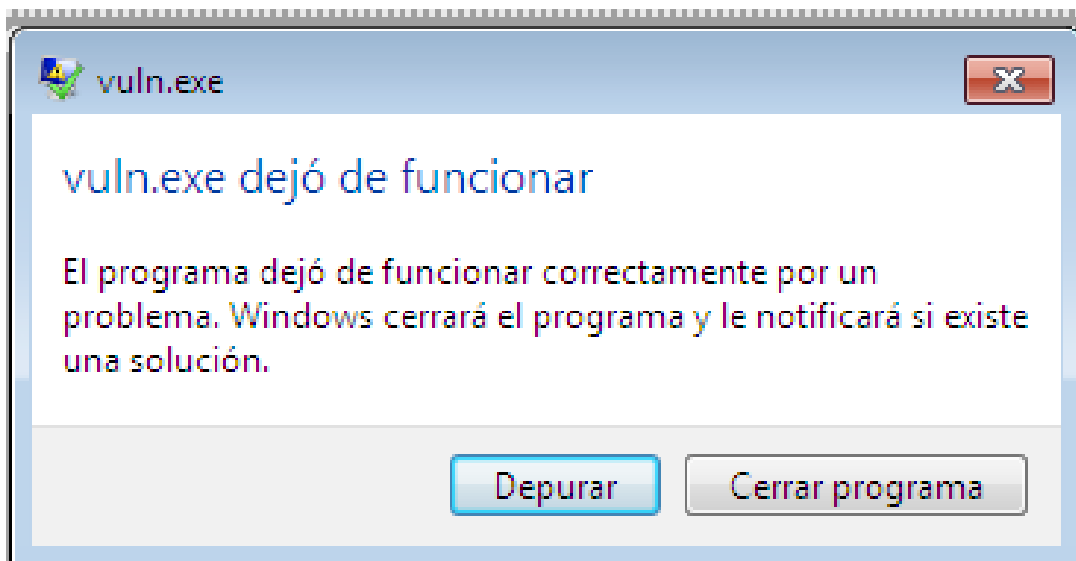 vuln.exe
vuln.exe dejó de funcionar
El programa dejó de funcionar correctamente por un
problema. Windows cerrará el programa y le notificará si existe
una solución.
Depurar Cerrar programa